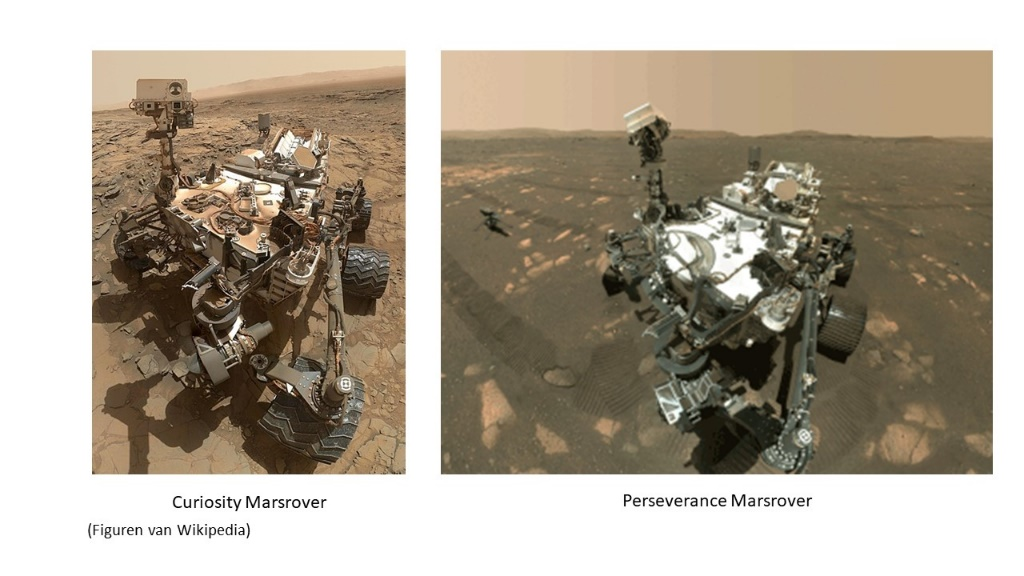 Curiosity Marsrover
Perseverance Marsrover
(Figuren van Wikipedia)